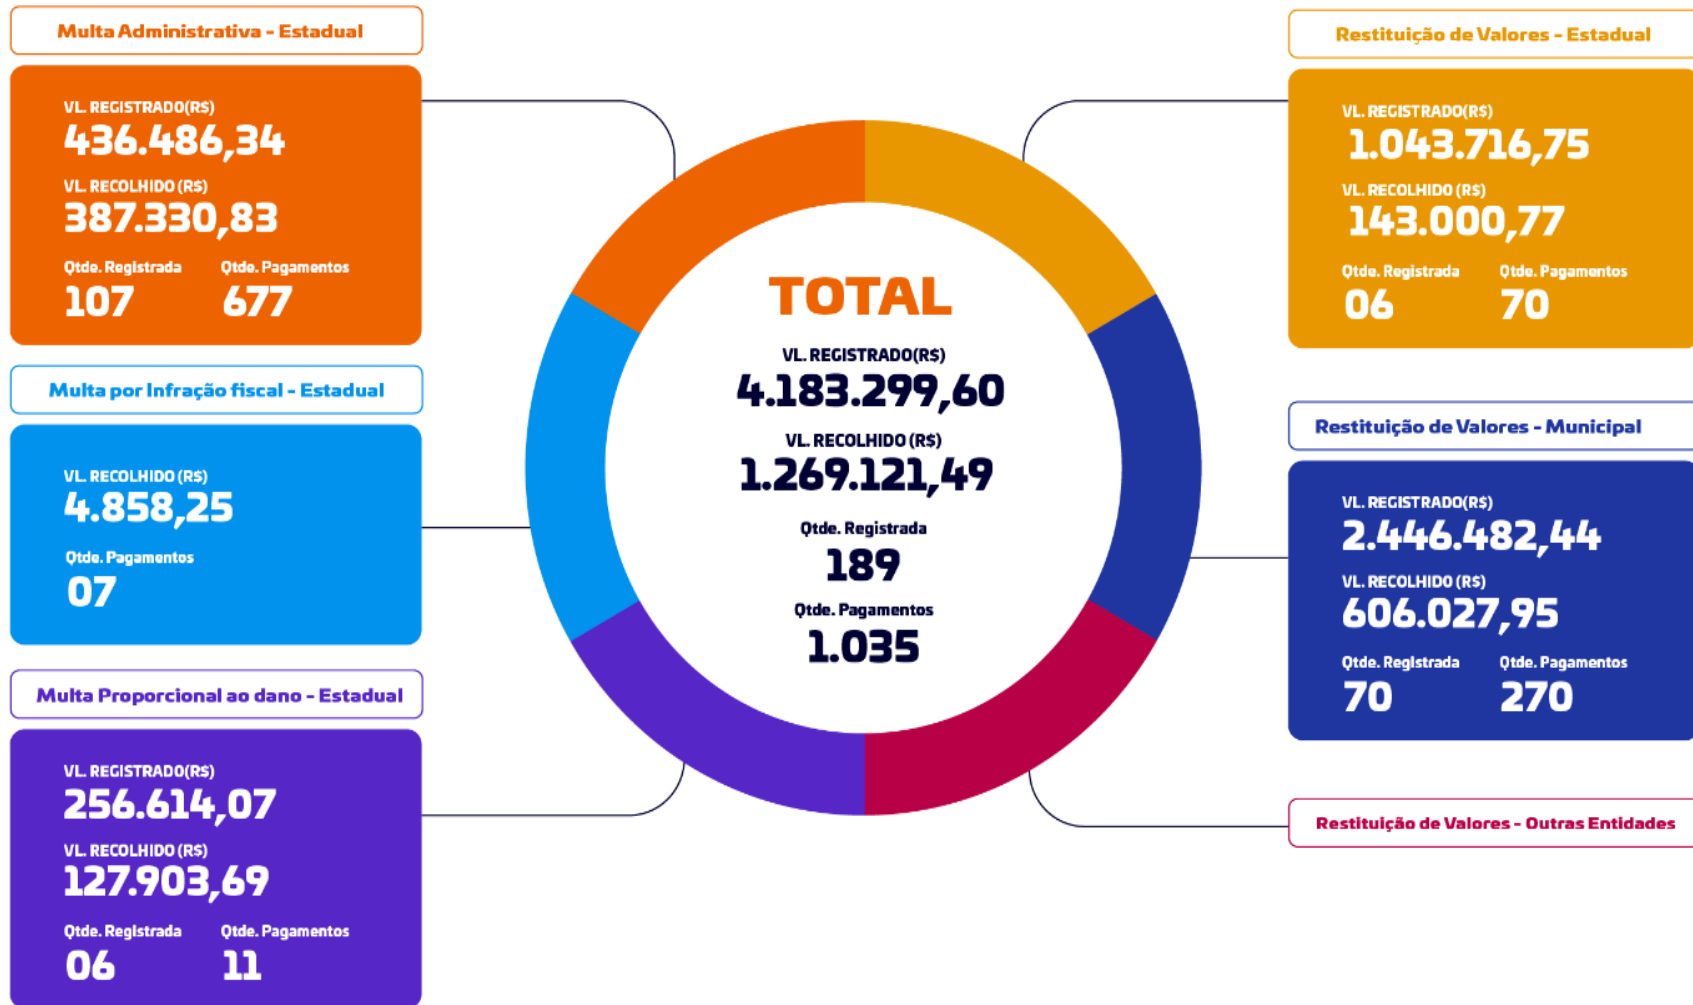 Multa Administrativa - Estadual
VL. REGISTRADO(R$)
436.486,34
VL. RECOLHIDO (R$)
387.330,83
Qtde. Registrada Qtde. Pagamentos
107 677
Multa por Infração fiscal - Estadual
VL. RECOLHIDO (R$)
4.858,25
Qtde. Pagamentos
07
Multa Proporcional ao dano - Estadual
VL. REGISTRADO(R$)
256.614,07
VL. RECOLHIDO (R$)
127.903,69
Qtde. Registrada Qtde. Pagamentos
06 11
TOTAL
VL. REGISTRADO(R$)
4.183.299,60
VL. RECOLHIDO (R$)
1.269.121,49
Qtde. Registrada
189
Qtde. Pagamentos
1.035
Restituição de Valores - Estadual
VL. REGISTRADO(R$)
1.043.716,75
VL. RECOLHIDO (R$)
143.000,77
Qtde. Registrada Qtde. Pagamentos
06 70
Restituição de Valores - Municipal
VL. REGISTRADO(R$)
2.446.482,44
VL. RECOLHIDO (R$)
606.027,95
Qtde. Registrada Qtde. Pagamentos
70 270
Restituição de Valores - Outras Entidades